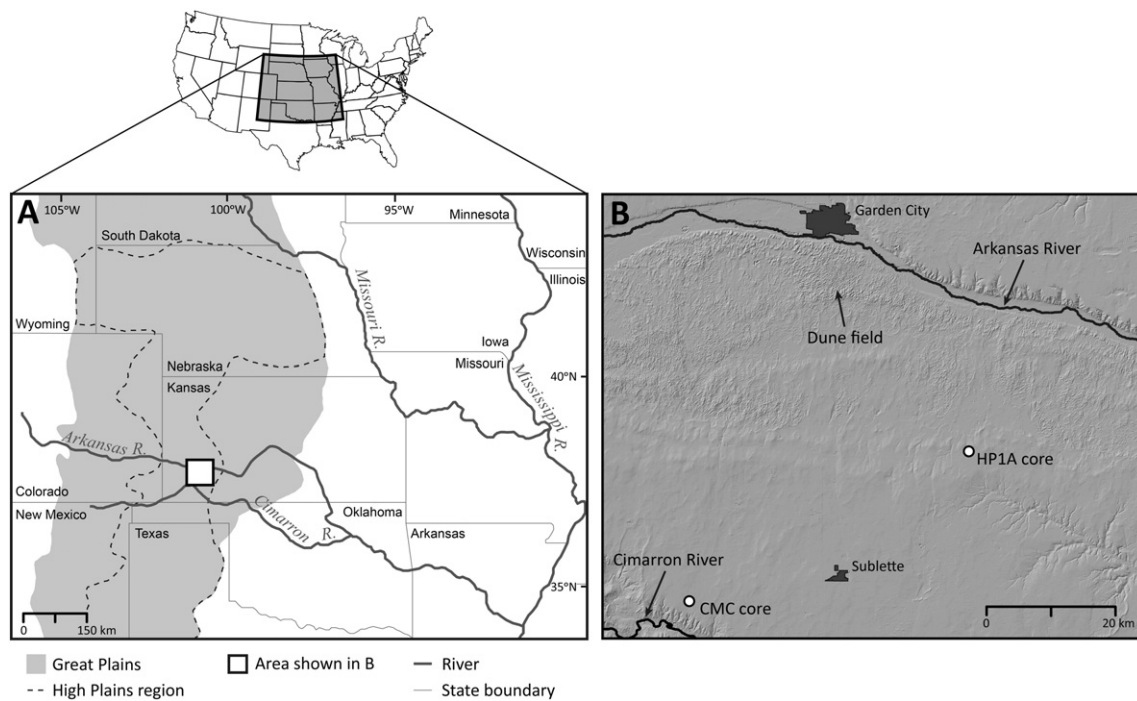 A
105°W
100°W
95°W
Minnesota
South Dakota
Wisconsin
Illinois
Missouri R.
Wyoming
Iowa
Nebraska
Missouri
Kansas
40°N
Mississippi R.
Arkansas R.
Colorado
New Mexico
Cimarron R.
Oklahoma
Texas
Arkansas
35°N
0 150 km
B
Garden City
Arkansas River
Dune field
HP1A core
Cimarron River
Sublette
CMC core
0 20 km
Great Plains
Area shown in B
River
High Plains region
State boundary